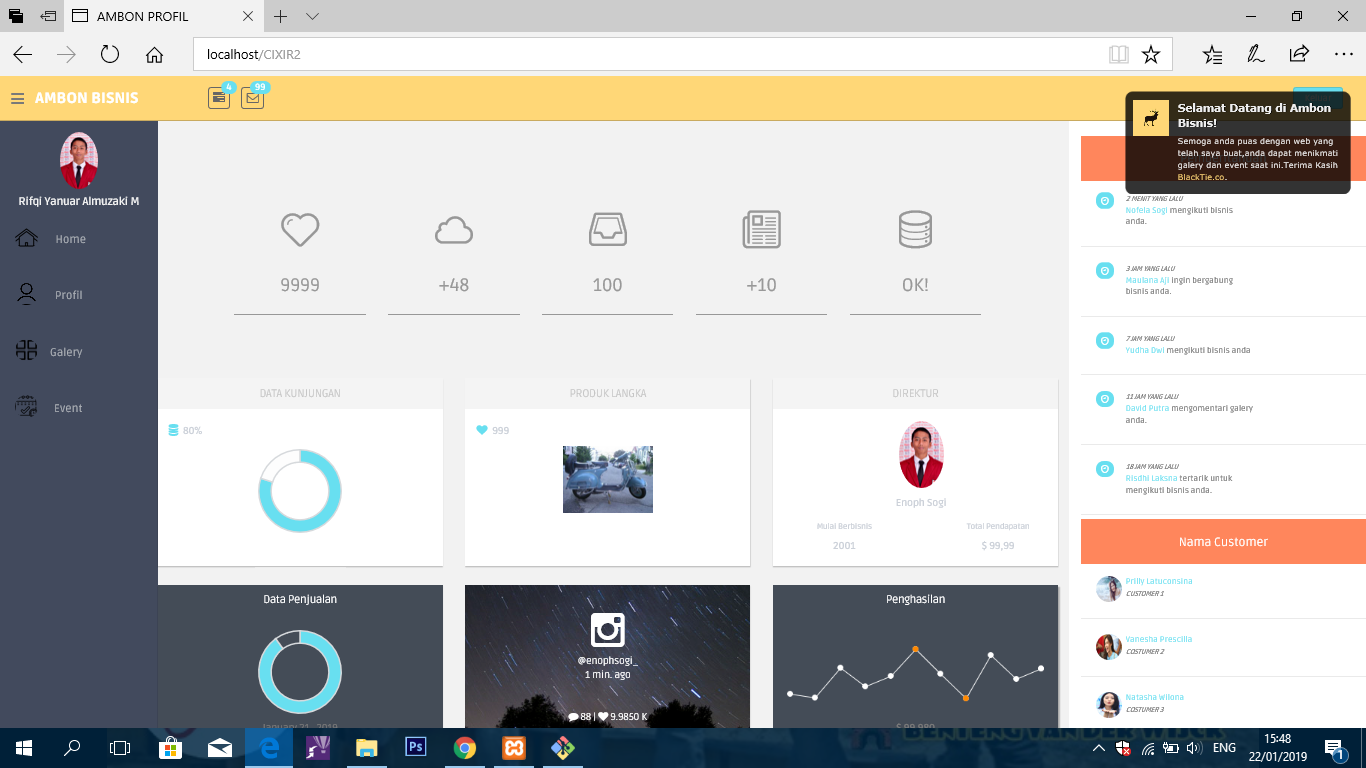 AMBON PROFIL
localhost/CIXIR2
AMBON BISNIS
4
99
Selamat Datang di Ambon
Bisnis!
Semoga anda puas dengan web yang
telah saya buat,anda dapat menikmati
galery dan event saat ini.Terima Kasih
BlackTie.co.
Rifqi Yanuar Almuzaki M
Home
Profil
Galery
Event
9999
+48
100
+10
OK!
DATA KUNJUNGAN
80%
PRODUK LANGKA
999
DIREKTUR
Enoph Sogi
Mulai Berbisnis
2001
Total Pendapatan
$ 99,99
Data Penjualan
January 21, 2019
@enophsogi_
1 min. ago
88 | 9.9850 K
Penghasilan
$ 99.980
2 MENIT YANG LALU
Nofela Sogi mengikuti bisnis
anda.
3 JAM YANG LALU
Maulana Aji ingin bergabung
bisnis anda.
7 JAM YANG LALU
Yudha Dwi mengikuti bisnis anda
11 JAM YANG LALU
David Putra mengomentari galery
anda.
18 JAM YANG LALU
Risdhi Laksna tertarik untuk
mengikuti bisnis anda.
Nama Customer
Prilly Latuconsina
CUSTOMER 1
Vanesha Prescilla
COSTUMER 2
Natasha Wilona
COSTUMER 3
Ps
ENG
15:48
22/01/2019
1